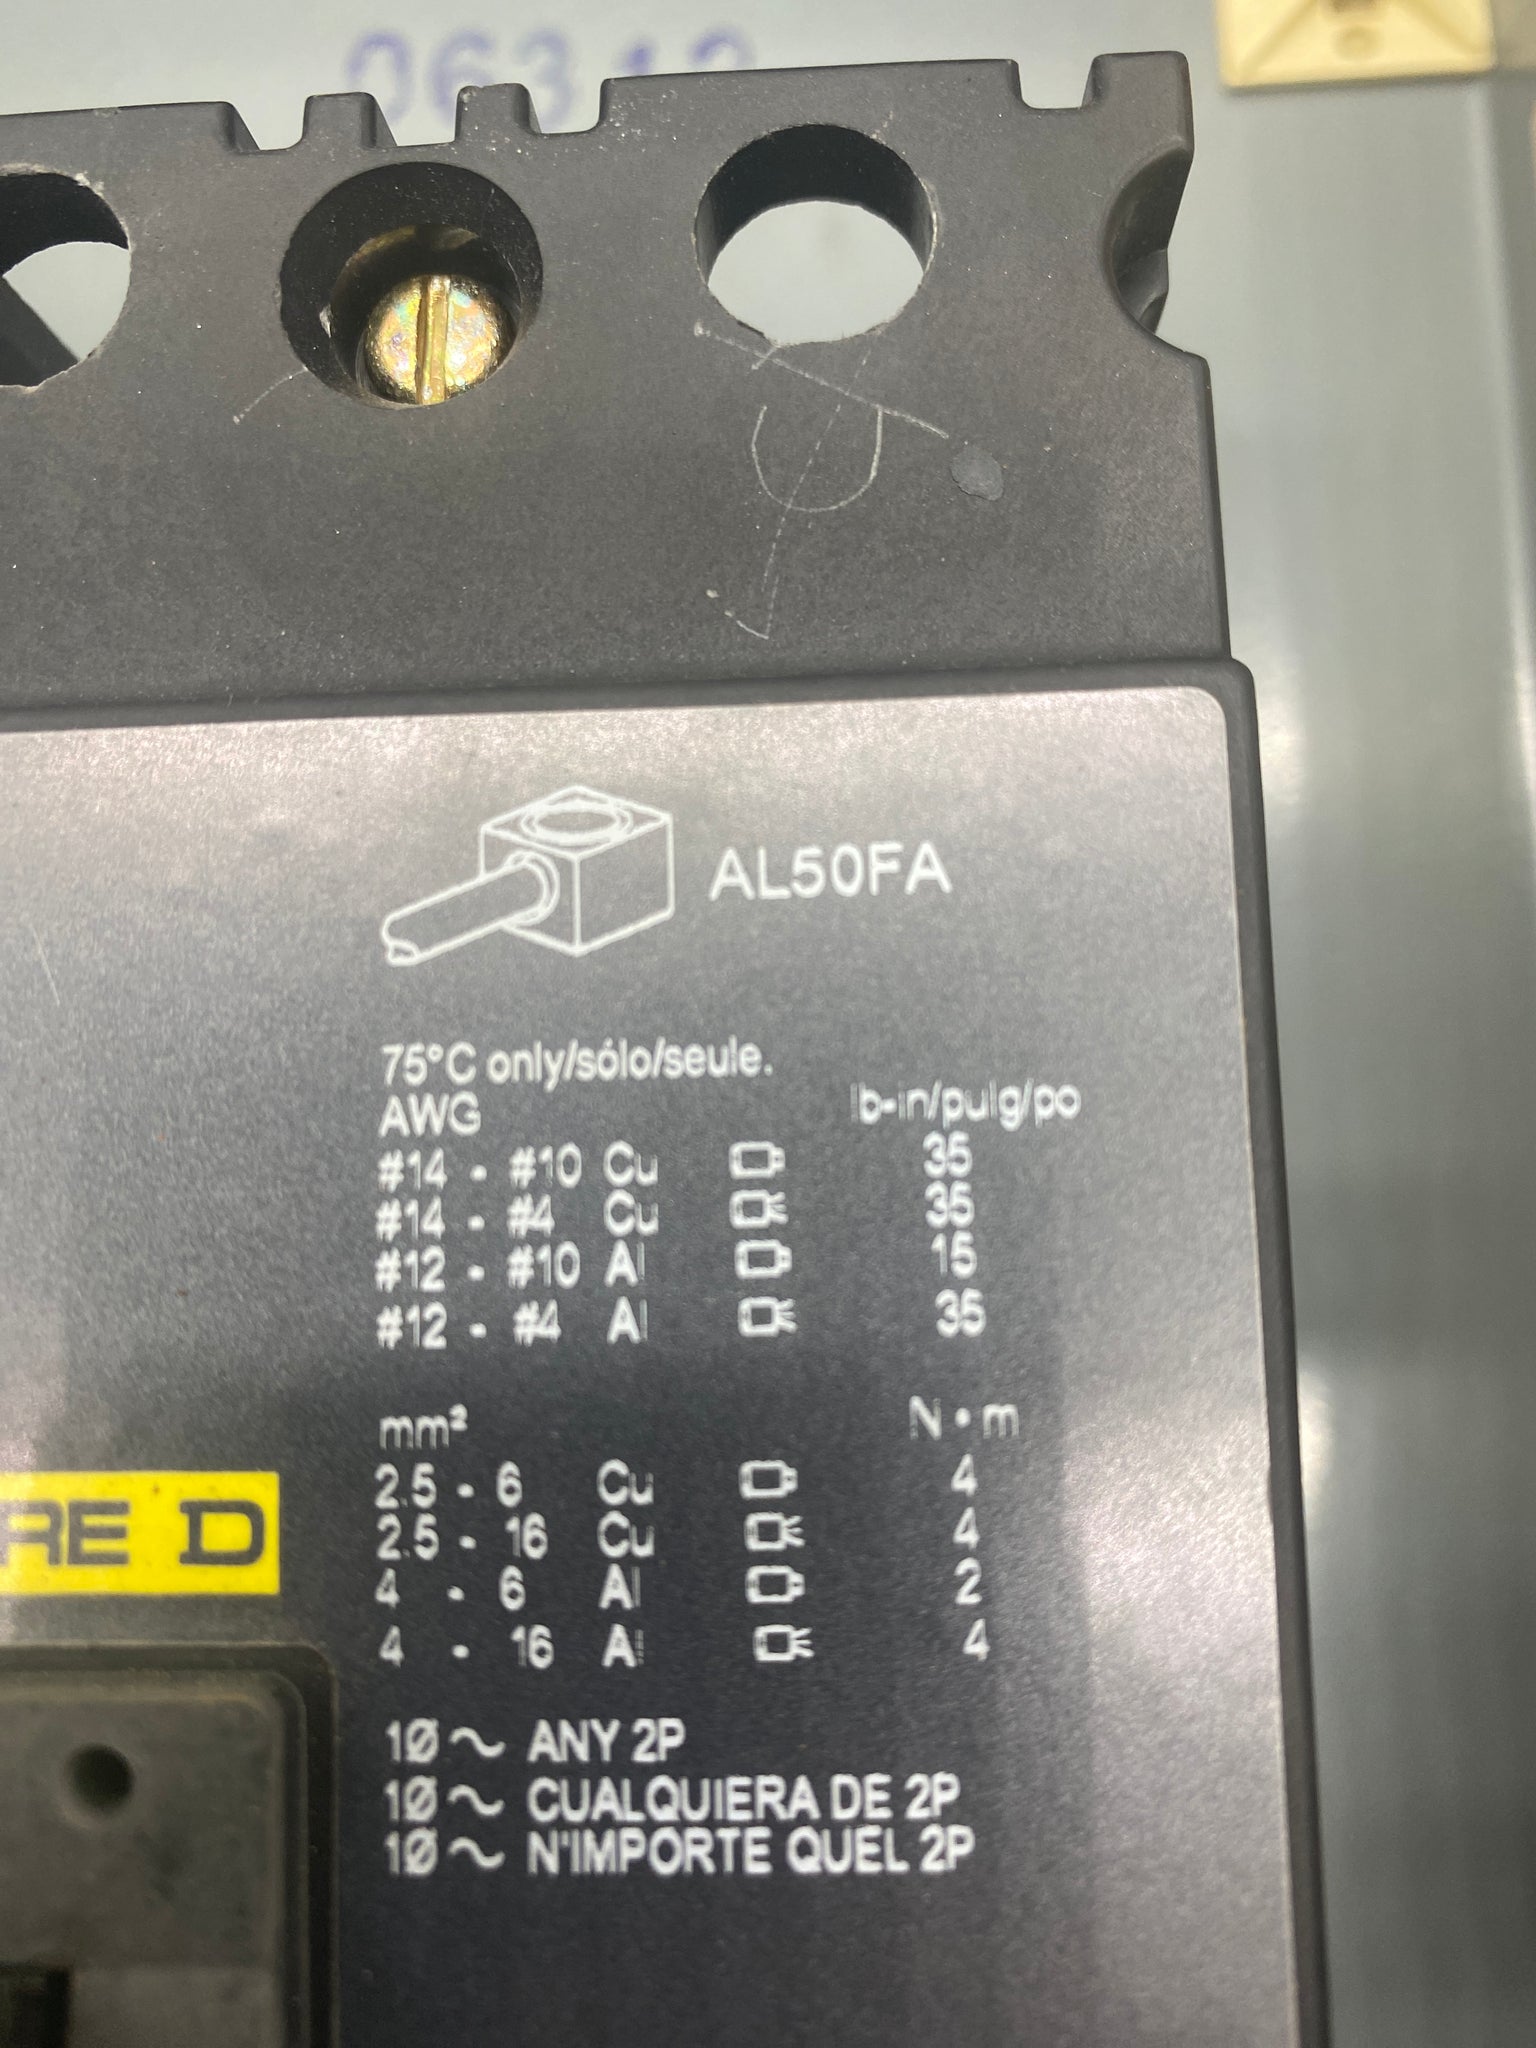 AL50FA
75°C only/sólo/seule.
AWG lb-in/pulg/po
#14 - #10 Cu 35
#14 - #4 Cu 35
#12 - #10 Al 15
#12 - #4 Al 35
mm² N•m
2.5 - 6 Cu 4
2.5 - 16 Cu 4
4 - 6 Al 2
4 - 16 Al 4
RE D
1Ø ~ ANY 2P
1Ø ~ CUALQUIERA DE 2P
1Ø ~ N'IMPORTE QUEL 2P